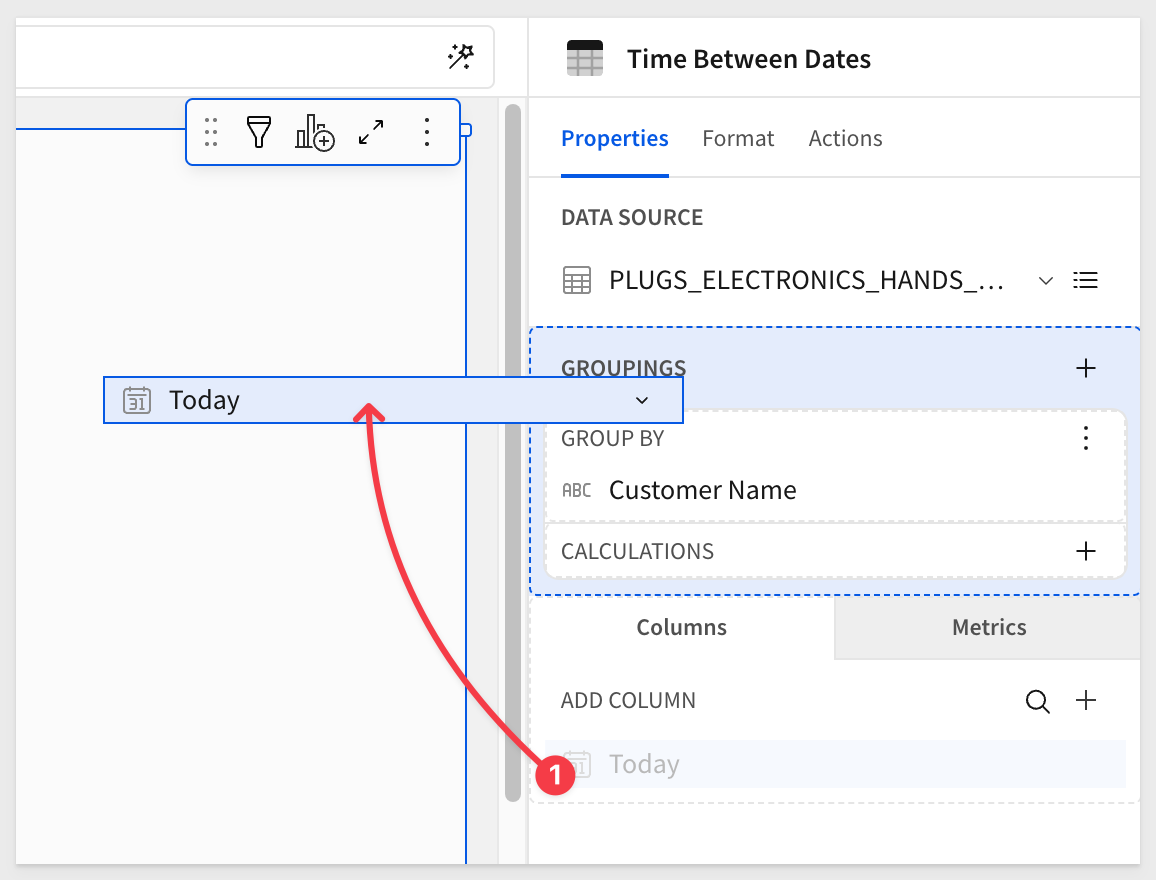 Time Between Dates
Properties Format Actions
DATA SOURCE
PLUGS_ELECTRONICS_HANDS_...
GROUPINGS
31 Today
GROUP BY
ABC Customer Name
CALCULATIONS
Columns Metrics
ADD COLUMN
1 31 Today